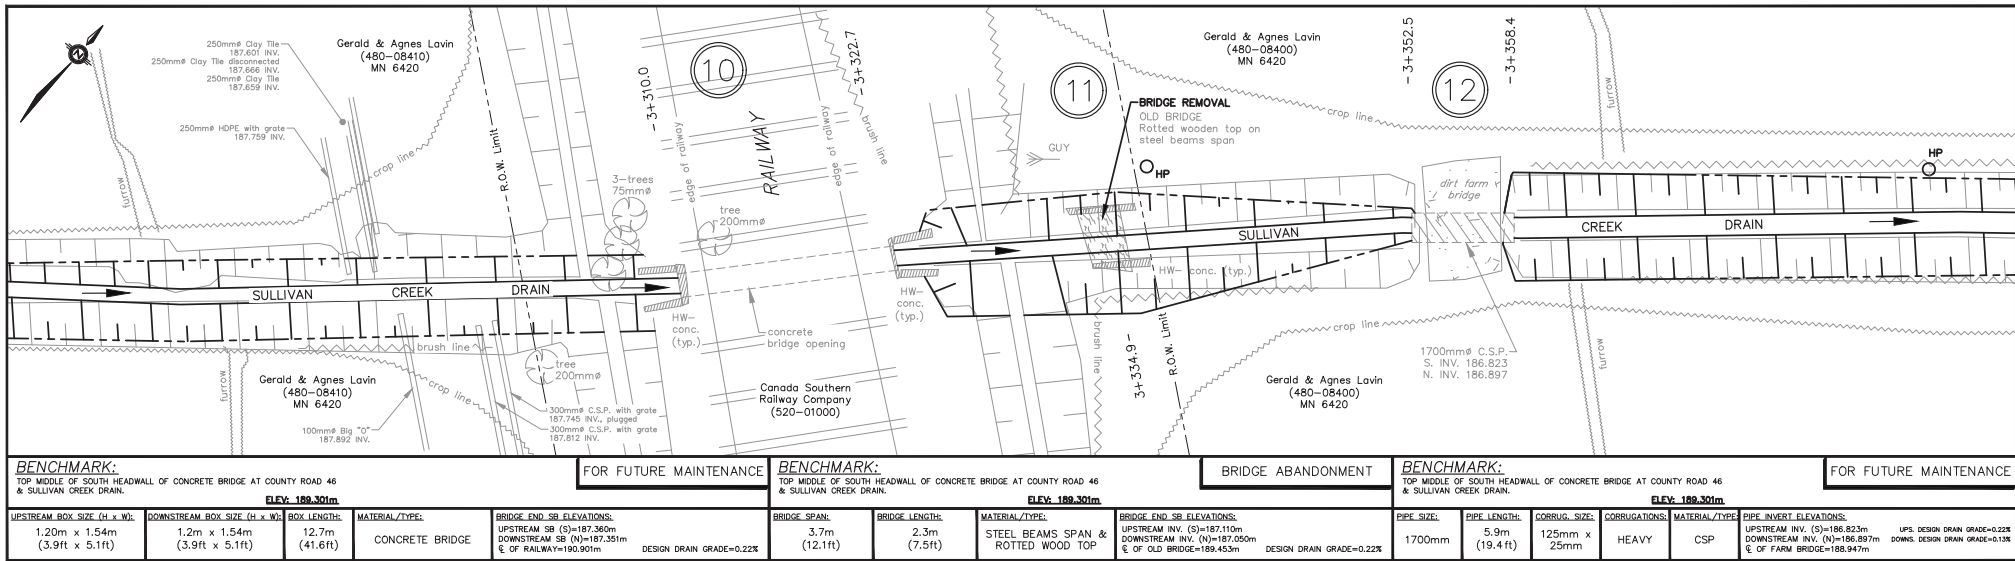 N
250mmø Clay Tile
187.601 INV.
250mmø Clay Tile disconnected
187.666 INV.
250mmø Clay Tile
187.659 INV.
250mmø HDPE with grate
187.759 INV.
Gerald & Agnes Lavin
(480-08410)
MN 6420
furrow
crop line
R.O.W. Limit
3+310.0
10
3+322.7
edge of railway
RAILWAY
edge of railway
brush line
3-trees
75mmø
tree
200mmø
SULLIVAN CREEK DRAIN
HW-
conc.
(typ.)
concrete
bridge opening
brush line
tree
200mmø
furrow
Gerald & Agnes Lavin
(480-08410)
MN 6420
crop line
100mmø Big "O"
187.892 INV.
300mmø C.S.P. with grate
187.745 INV., plugged
300mmø C.S.P. with grate
187.812 INV.
Canada Southern
Railway Company
(520-01000)
11
GUY
BRIDGE REMOVAL
OLD BRIDGE
Rotted wooden top on
steel beams span
HP
Gerald & Agnes Lavin
(480-08400)
MN 6420
3+352.5
12
3+358.4
crop line
furrow
HP
dirt farm
bridge
SULLIVAN CREEK DRAIN
HW- conc. (typ.)
HW-
conc.
(typ.)
brush line
3+334.9
R.O.W. Limit
crop line
Gerald & Agnes Lavin
(480-08400)
MN 6420
1700mmø C.S.P.
S. INV. 186.823
N. INV. 186.897
furrow
BENCHMARK:
TOP MIDDLE OF SOUTH HEADWALL OF CONCRETE BRIDGE AT COUNTY ROAD 46
& SULLIVAN CREEK DRAIN.
ELEV: 189.301m
FOR FUTURE MAINTENANCE
UPSTREAM BOX SIZE (H x W):
1.20m x 1.54m
(3.9ft x 5.1ft)
DOWNSTREAM BOX SIZE (H x W):
1.2m x 1.54m
(3.9ft x 5.1ft)
BOX LENGTH:
12.7m
(41.6ft)
MATERIAL/TYPE:
CONCRETE BRIDGE
BRIDGE END SB ELEVATIONS:
UPSTREAM SB (S)=187.360m
DOWNSTREAM SB (N)=187.351m
℄ OF RAILWAY=190.901m DESIGN DRAIN GRADE=0.22%
BENCHMARK:
TOP MIDDLE OF SOUTH HEADWALL OF CONCRETE BRIDGE AT COUNTY ROAD 46
& SULLIVAN CREEK DRAIN.
ELEV: 189.301m
BRIDGE ABANDONMENT
BRIDGE SPAN:
3.7m
(12.1ft)
BRIDGE LENGTH:
2.3m
(7.5ft)
MATERIAL/TYPE:
STEEL BEAMS SPAN &
ROTTED WOOD TOP
BRIDGE END SB ELEVATIONS:
UPSTREAM INV. (S)=187.110m
DOWNSTREAM INV. (N)=187.050m
℄ OF OLD BRIDGE=189.453m DESIGN DRAIN GRADE=0.22%
BENCHMARK:
TOP MIDDLE OF SOUTH HEADWALL OF CONCRETE BRIDGE AT COUNTY ROAD 46
& SULLIVAN CREEK DRAIN.
ELEV: 189.301m
FOR FUTURE MAINTENANCE
PIPE SIZE:
1700mm
PIPE LENGTH:
5.9m
(19.4ft)
CORRUG. SIZE:
125mm x
25mm
CORRUGATIONS:
HEAVY
MATERIAL/TYPE:
CSP
PIPE INVERT ELEVATIONS:
UPSTREAM INV. (S)=186.823m UPS. DESIGN DRAIN GRADE=0.22%
DOWNSTREAM INV. (N)=186.897m DOWNS. DESIGN DRAIN GRADE=0.13%
℄ OF FARM BRIDGE=188.947m